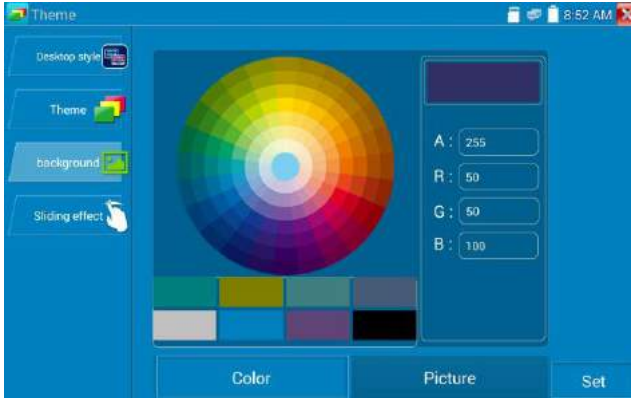 Theme
8:52 AM
Desktop style
Theme
background
Sliding effect
A : 255
R : 50
G : 50
B : 100
Color
Picture
Set